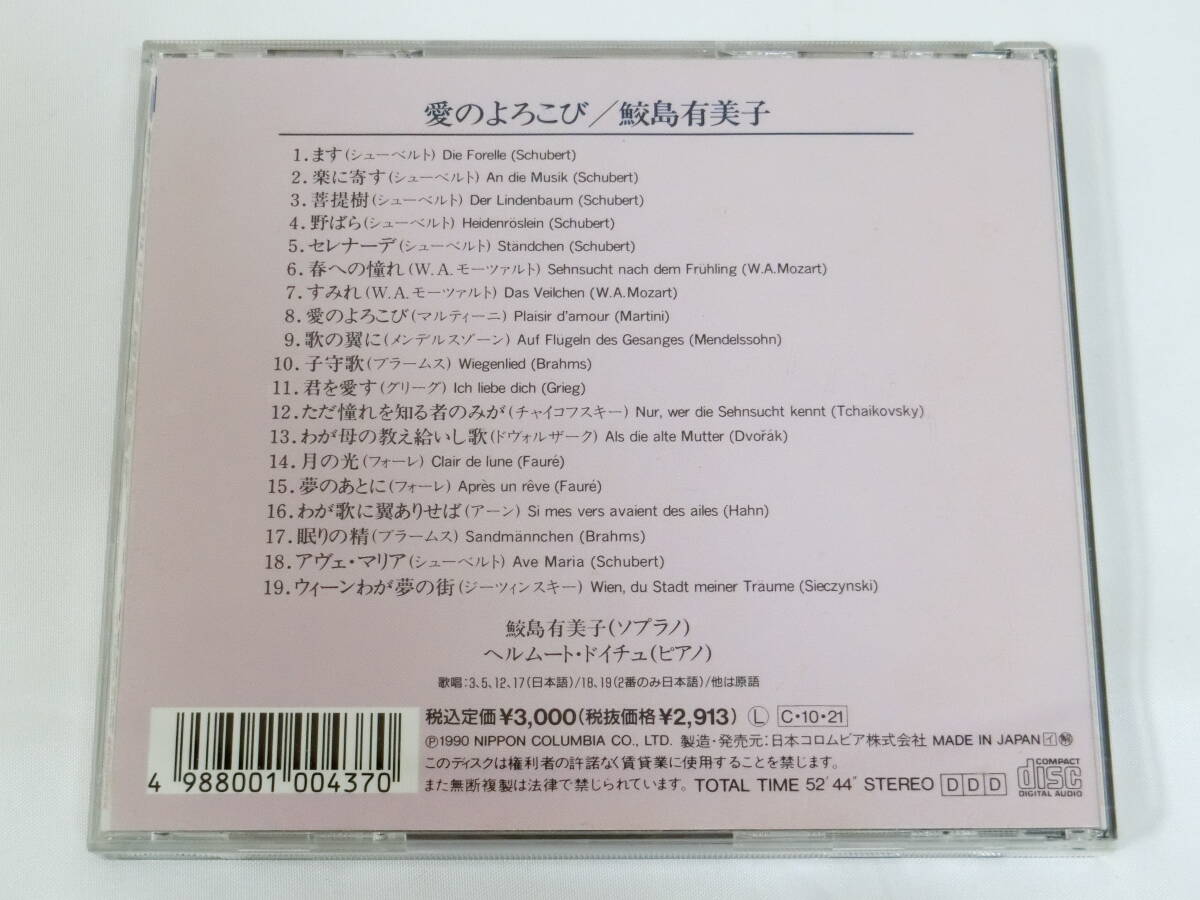 愛のよろこび／鮫島有美子
1.ます(シューベルト) Die Forelle (Schubert)
2.楽に寄す(シューベルト) An die Musik (Schubert)
3.菩提樹(シューベルト) Der Lindenbaum (Schubert)
4.野ばら(シューベルト) Heidenröslein (Schubert)
5.セレナーデ(シューベルト) Ständchen (Schubert)
6.春への憧れ(W.A.モーツァルト) Sehnsucht nach dem Frühling (W.A.Mozart)
7.すみれ(W.A.モーツァルト) Das Veilchen (W.A.Mozart)
8.愛のよろこび(マルティーニ) Plaisir d'amour (Martini)
9.歌の翼に(メンデルスゾーン) Auf Flügeln des Gesanges (Mendelssohn)
10.子守歌(ブラームス) Wiegenlied (Brahms)
11.君を愛す(グリーグ) Ich liebe dich (Grieg)
12.ただ憧れを知る者のみが(チャイコフスキー) Nur, wer die Sehnsucht kennt (Tchaikovsky)
13.わが母の教え給いし歌(ドヴォルザーク) Als die alte Mutter (Dvořák)
14.月の光(フォーレ) Clair de lune (Fauré)
15.夢のあとに(フォーレ) Après un rêve (Fauré)
16.わが歌に翼ありせば(アーン) Si mes vers avaient des ailes (Hahn)
17.眠りの精(ブラームス) Sandmännchen (Brahms)
18.アヴェ・マリア(シューベルト) Ave Maria (Schubert)
19.ウィーンわが夢の街(ジーツィンスキー) Wien, du Stadt meiner Träume (Sieczynski)
鮫島有美子(ソプラノ)
ヘルムート・ドイチュ(ピアノ)
歌唱:3、5、12、17(日本語)/18、19(2番のみ日本語)/他は原語
税込定価¥3,000(税抜価格¥2,913) Ⓛ C・10・21
Ⓟ1990 NIPPON COLUMBIA CO., LTD. 製造・発売元:日本コロムビア株式会社 MADE IN JAPAN イ
このディスクは権利者の許諾なく賃貸業に使用することを禁じます。
また無断複製は法律で禁じられています。 TOTAL TIME 52′44″ STEREO DDD
COMPACT disc DIGITAL AUDIO
4 988001 004370